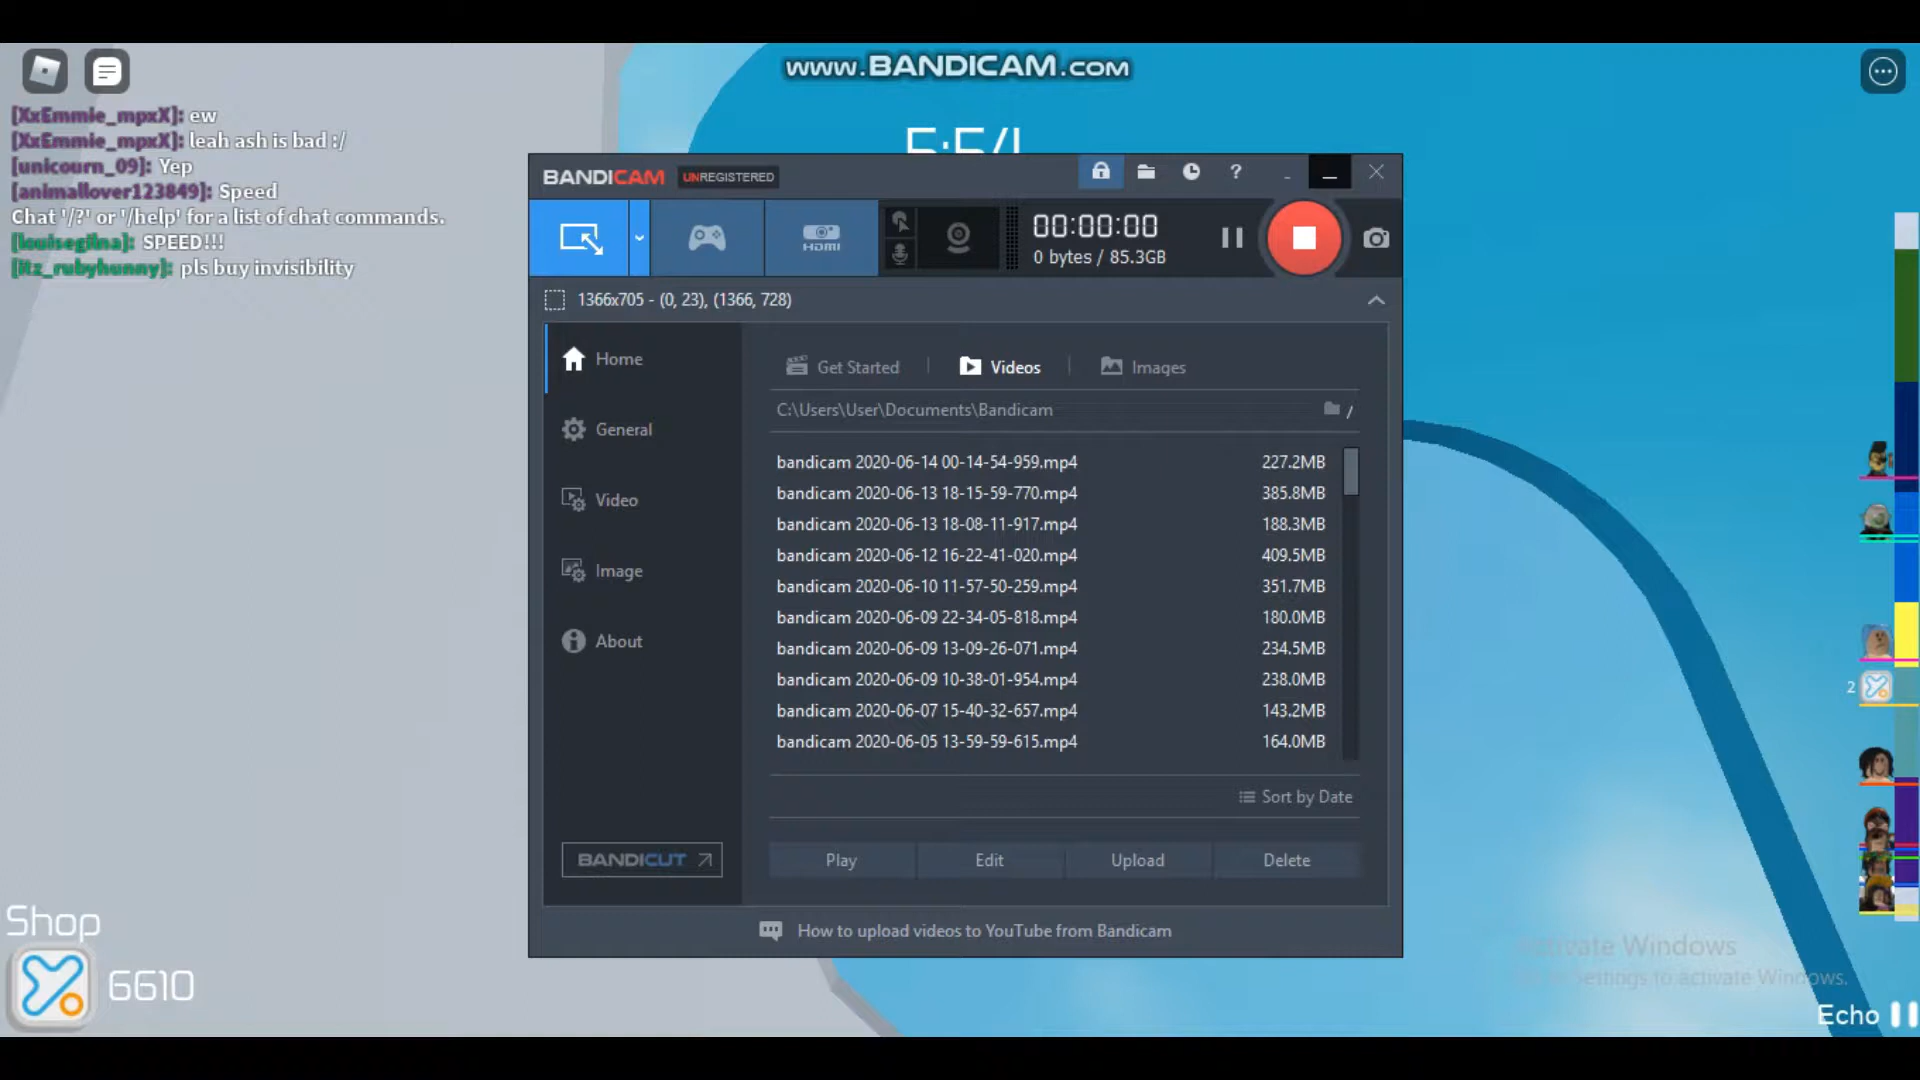 www.BANDICAM.com
[XxEmmie_mpxX]: ew
[XxEmmie_mpxX]: leah ash is bad :/
[unicourn_09]: Yep
[animallover123849]: Speed
Chat '/?' or '/help' for a list of chat commands.
[louisegiina]: SPEED!!!
[Itz_rubyhunny]: pls buy invisibility
BANDICAM UNREGISTERED
?
HDMI
00:00:00
0 bytes / 85.3GB
1366x705 - (0, 23), (1366, 728)
Home
General
Video
Image
About
BANDICUT
Get Started
Videos
Images
C:\Users\User\Documents\Bandicam
bandicam 2020-06-14 00-14-54-959.mp4 227.2MB
bandicam 2020-06-13 18-15-59-770.mp4 385.8MB
bandicam 2020-06-13 18-08-11-917.mp4 188.3MB
bandicam 2020-06-12 16-22-41-020.mp4 409.5MB
bandicam 2020-06-10 11-57-50-259.mp4 351.7MB
bandicam 2020-06-09 22-34-05-818.mp4 180.0MB
bandicam 2020-06-09 13-09-26-071.mp4 234.5MB
bandicam 2020-06-09 10-38-01-954.mp4 238.0MB
bandicam 2020-06-07 15-40-32-657.mp4 143.2MB
bandicam 2020-06-05 13-59-59-615.mp4 164.0MB
Sort by Date
Play Edit Upload Delete
How to upload videos to YouTube from Bandicam
2
Shop
6610
Activate Windows
Settings to activate Windows.
Echo